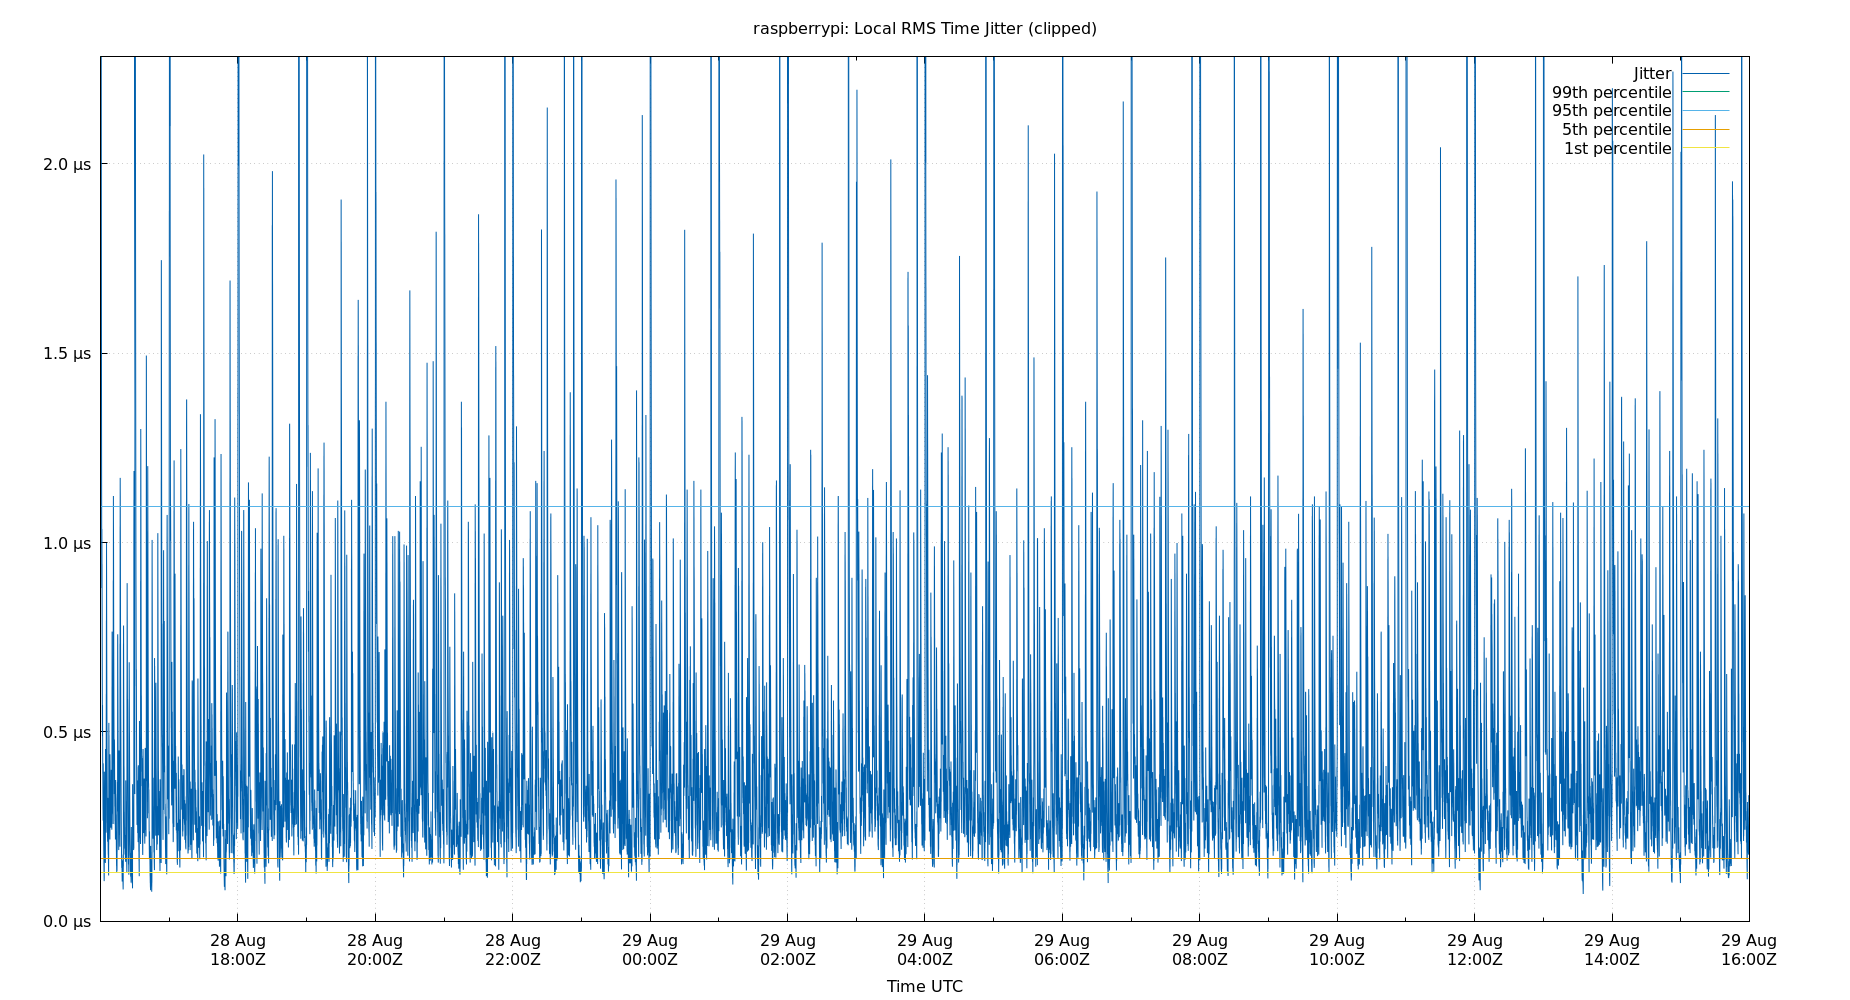 raspberrypi: Local RMS Time Jitter (clipped)
Jitter
99th percentile
95th percentile
5th percentile
1st percentile
2.0 μs
1.5 μs
1.0 μs
0.5 μs
0.0 μs
28 Aug 28 Aug 28 Aug 29 Aug 29 Aug 29 Aug 29 Aug 29 Aug 29 Aug 29 Aug 29 Aug 29 Aug
18:00Z 20:00Z 22:00Z 00:00Z 02:00Z 04:00Z 06:00Z 08:00Z 10:00Z 12:00Z 14:00Z 16:00Z
Time UTC